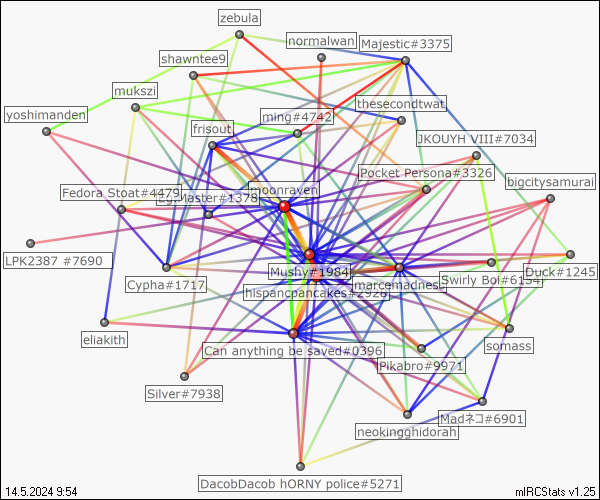 zebula
normalwan
Majestic#3375
shawntee9
mukszi
thesecondtwat
yoshimanden
ming#4742
frisout
JKOUYH VIII#7034
Pocket Persona#3326
bigcitysamurai
moonraven
Fedora Stoat#4479
Master#1378
LPK2387 #7690
Cypha#1717
Mushy#1984
Duck#1245
Swirly Boi#6154
marcemadness
hispancpancakes#2926
eliakith
somass
Can anything be saved#0396
Pikabro#9971
Silver#7938
Madネコ#6901
neokingghidorah
DacobDacob hORNY police#5271
14.5.2024 9:54
mIRCStats v1.25